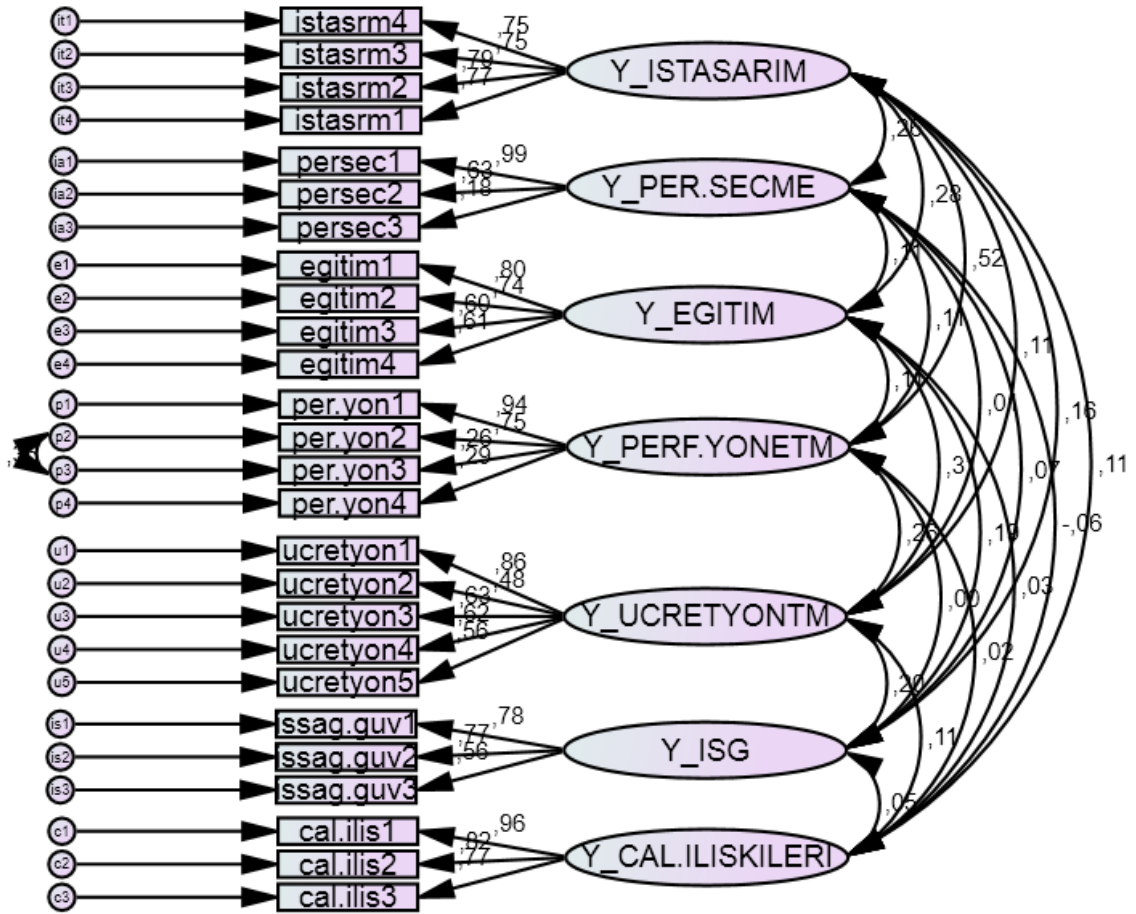 it1
istasrm4
,75
it2
istasrm3
,75
it3
istasrm2
,79
it4
istasrm1
,77
Y_ISTASARIM
ia1
persec1
,99
ia2
persec2
,63
ia3
persec3
,18
Y_PER.SECME
e1
egitim1
,80
e2
egitim2
,74
e3
egitim3
,60
e4
egitim4
,61
Y_EGITIM
p1
per.yon1
,94
p2
per.yon2
,75
p3
per.yon3
,26
p4
per.yon4
,29
Y_PERF.YONETM
u1
ucretyon1
,86
u2
ucretyon2
,48
u3
ucretyon3
,63
u4
ucretyon4
,62
u5
ucretyon5
,56
Y_UCRETYONTM
is1
ssag.guv1
,78
is2
ssag.guv2
,77
is3
ssag.guv3
,56
Y_ISG
c1
cal.ilis1
,96
c2
cal.ilis2
,82
c3
cal.ilis3
,77
Y_CAL.ILISKILERI
,28
,52
,11
,16
,11
-,06
,19
,03
,00
,02
,20
,11
,05